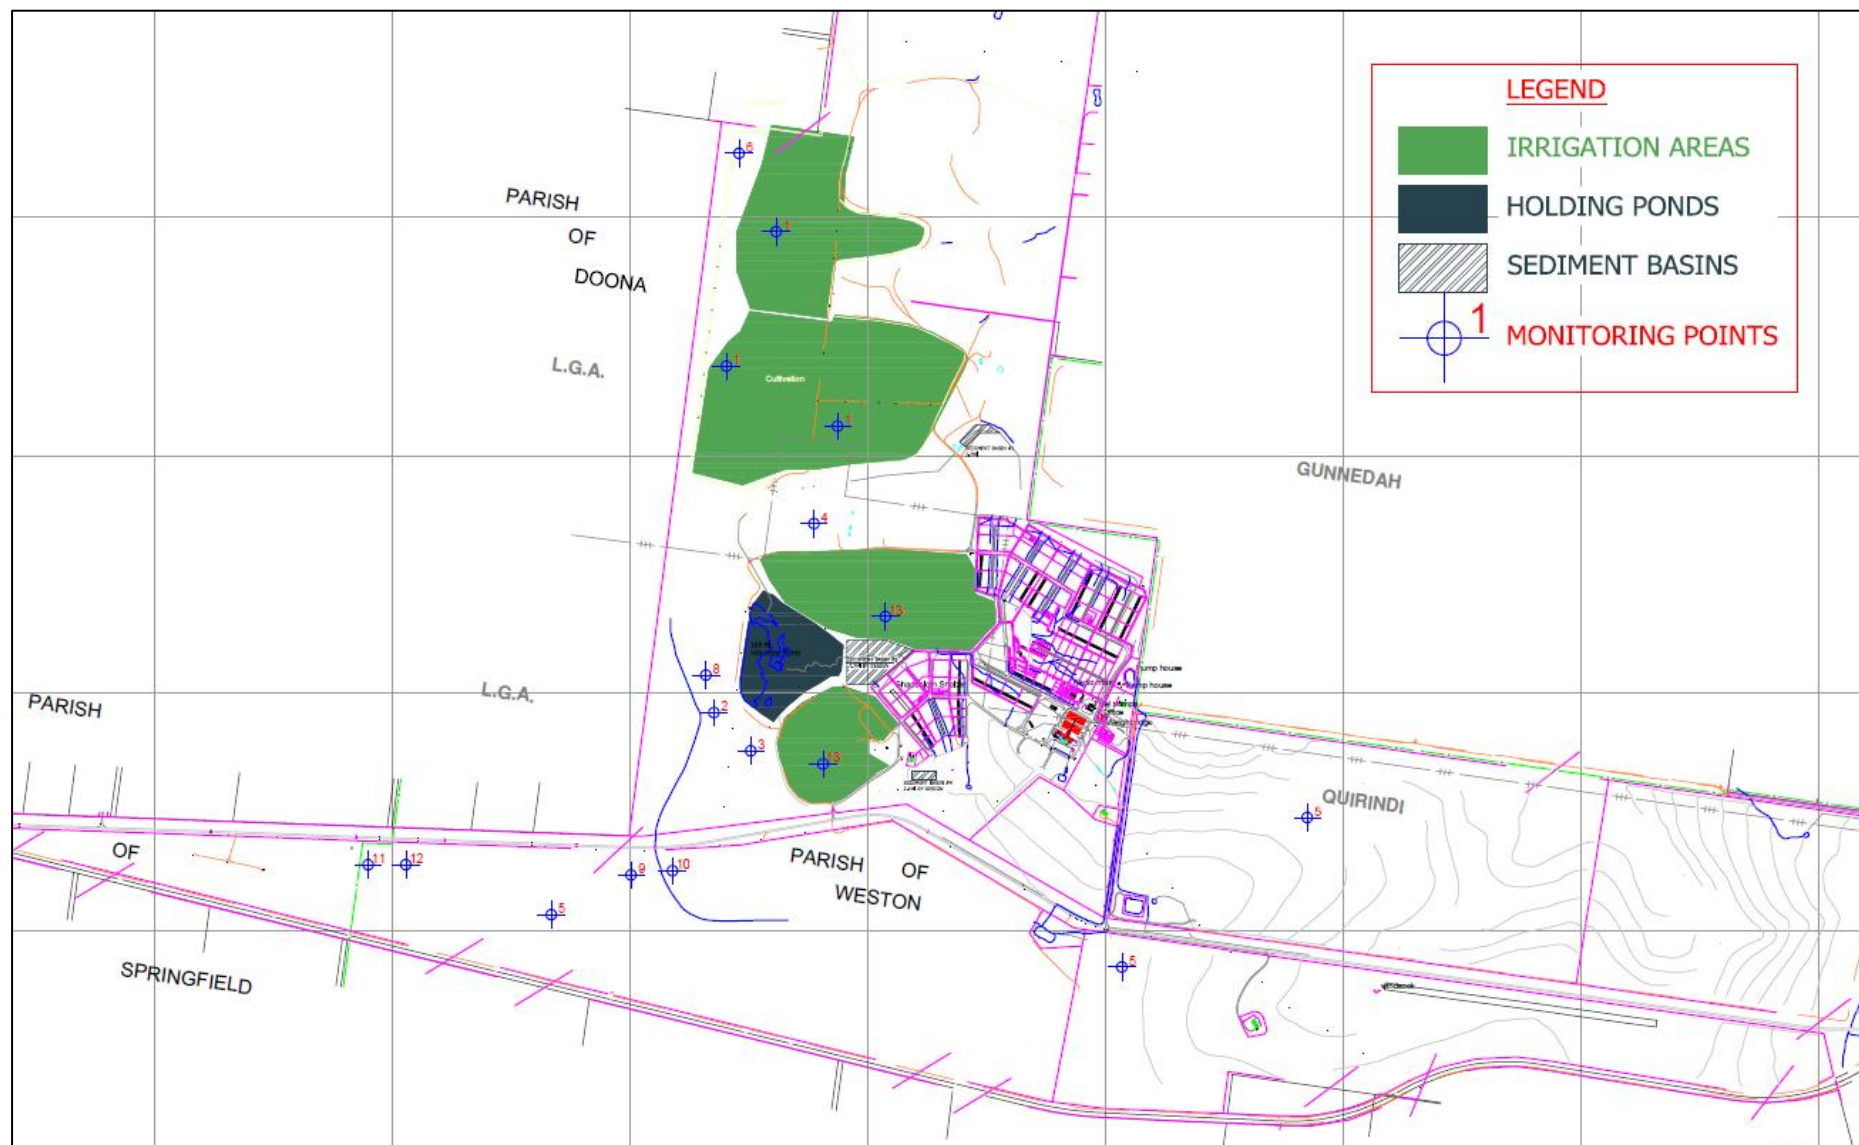 LEGEND
IRRIGATION AREAS
HOLDING PONDS
SEDIMENT BASINS
1
MONITORING POINTS
6
PARISH
OF
DOONA
1
L.G.A.
1
Cultivation
1
GUNNEDAH
4
13
8
L.G.A.
PARISH
2
3
13
QUIRINDI
5
OF
11
12
9
10
PARISH OF
WESTON
5
5
SPRINGFIELD
pump house